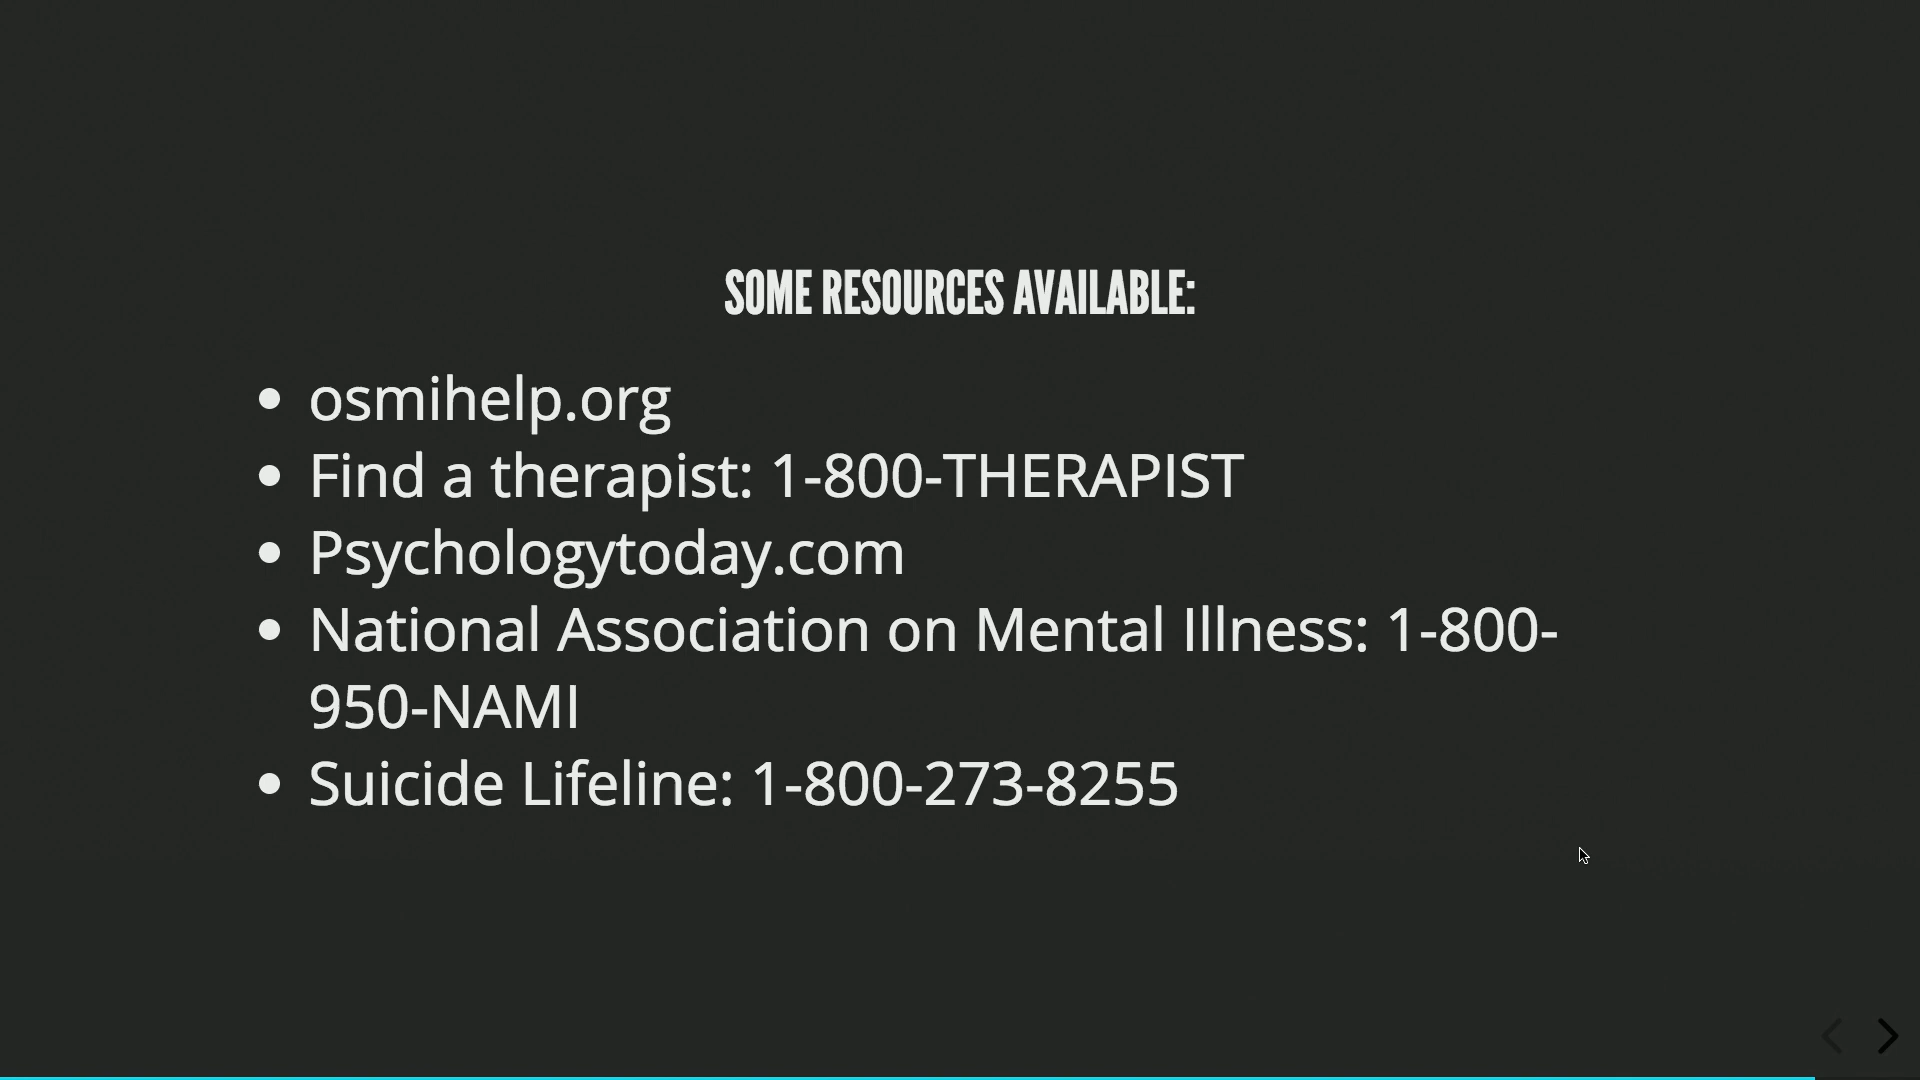 SOME RESOURCES AVAILABLE:
osmihelp.org
Find a therapist: 1-800-THERAPIST
Psychologytoday.com
National Association on Mental Illness: 1-800-
950-NAMI
Suicide Lifeline: 1-800-273-8255